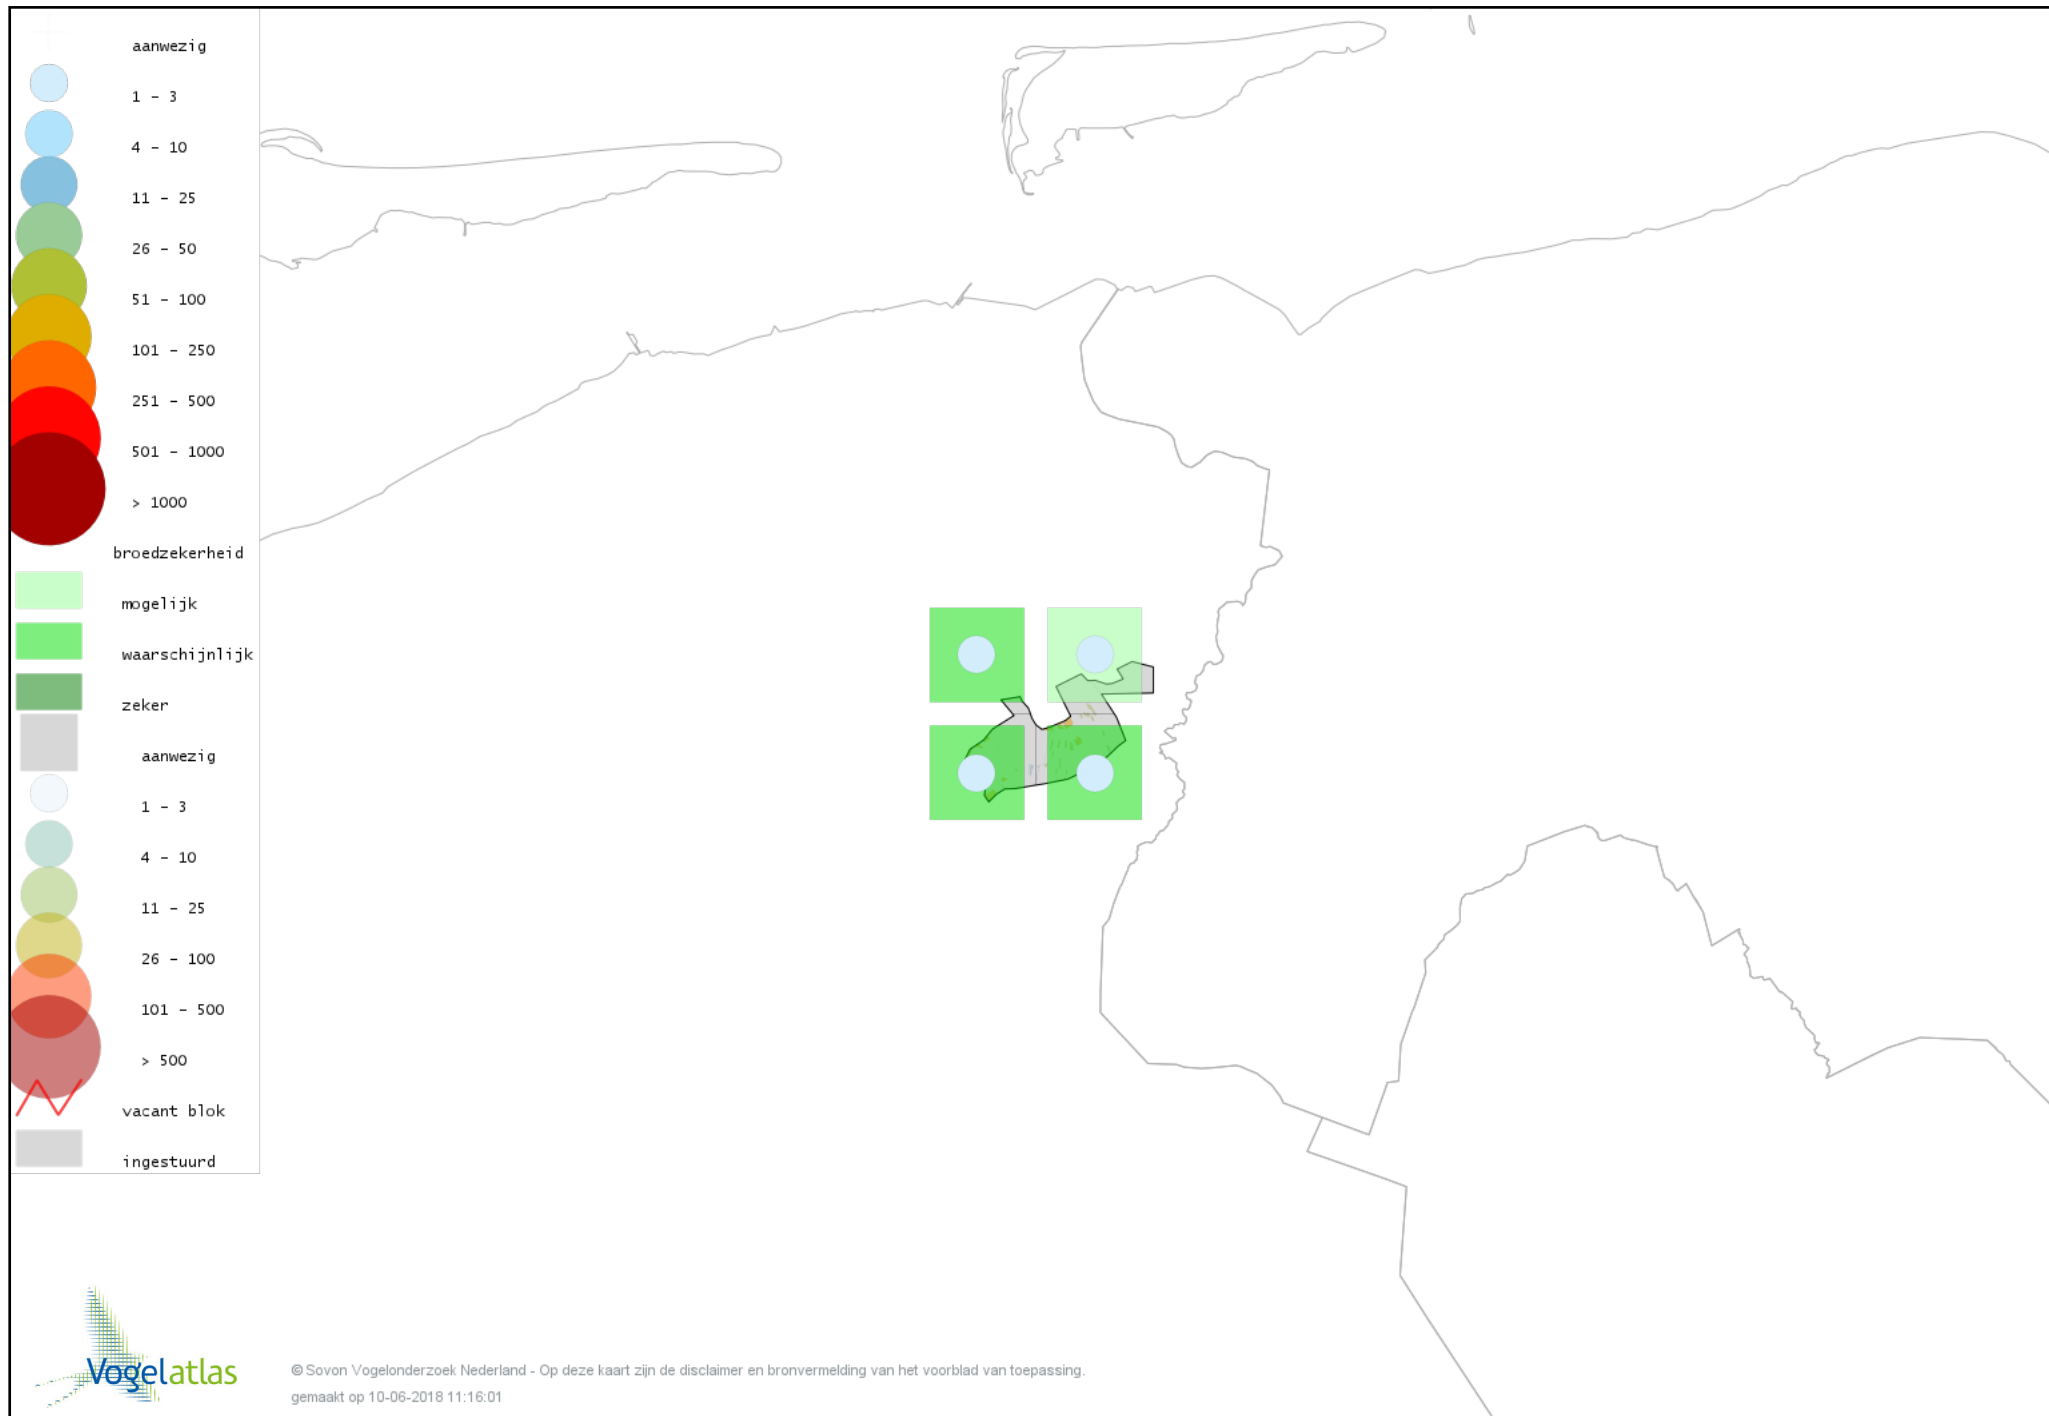 aanwezig
1 - 3
4 - 10
11 - 25
26 - 50
51 - 100
101 - 250
251 - 500
501 - 1000
> 1000
broedzekerheid
mogelijk
waarschijnlijk
zeker
aanwezig
1 - 3
4 - 10
11 - 25
26 - 100
101 - 500
> 500
vacant blok
ingestuurd
Vogelatlas
© Sovon Vogelonderzoek Nederland - Op deze kaart zijn de disclaimer en bronvermelding van het voorblad van toepassing.
gemaakt op 10-06-2018 11:16:01